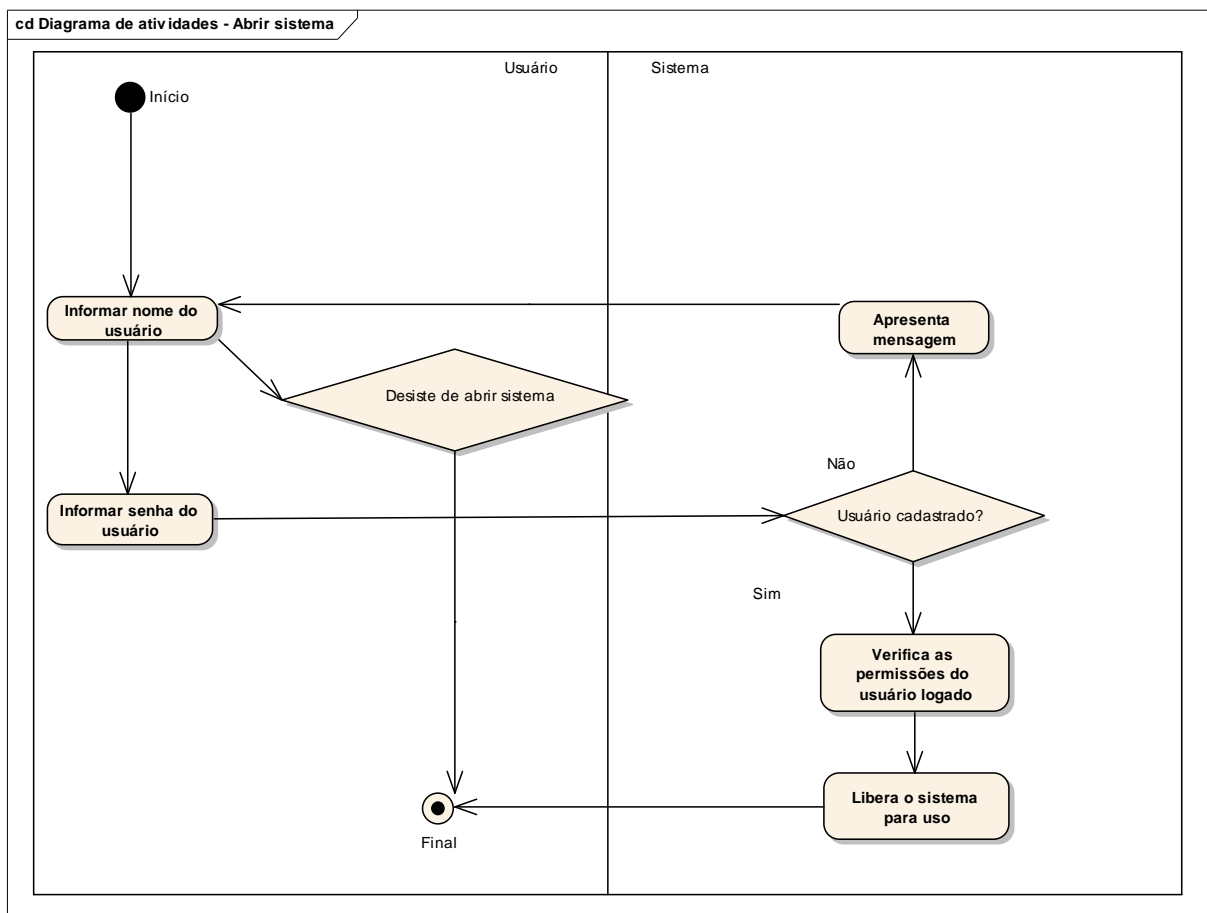 cd Diagrama de atividades - Abrir sistema
Usuário
Sistema
Início
Informar nome do
usuário
Apresenta
mensagem
Desiste de abrir sistema
Não
Informar senha do
usuário
Usuário cadastrado?
Sim
Verifica as
permissões do
usuário logado
Libera o sistema
para uso
Final